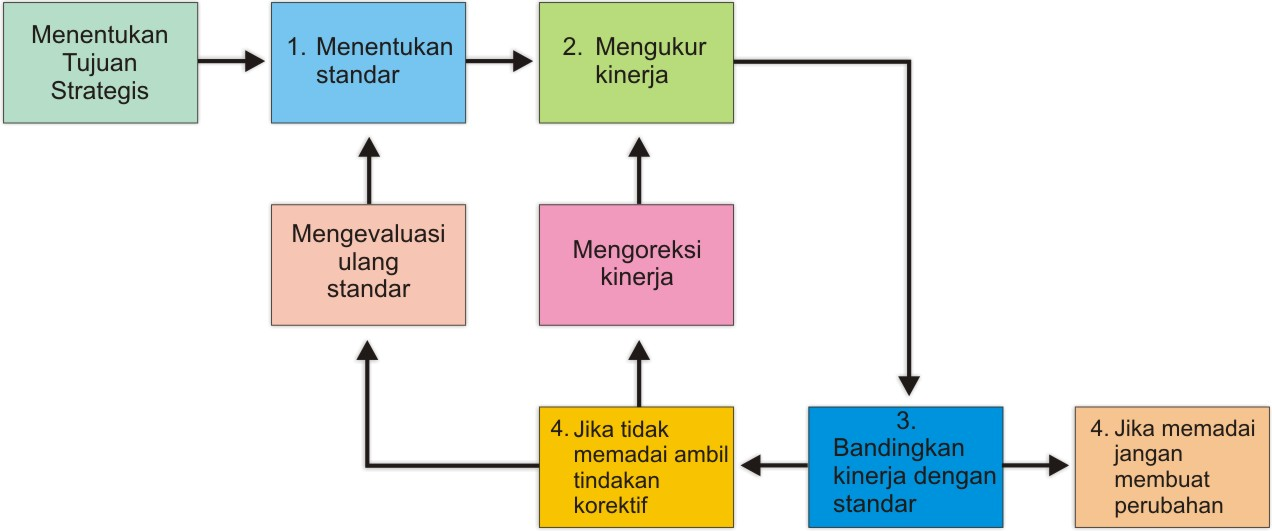 Menentukan
Tujuan
Strategis
1. Menentukan
standar
2. Mengukur
kinerja
Mengevaluasi
ulang
standar
Mengoreksi
kinerja
4. Jika tidak
memadai ambil
tindakan
korektif
3.
Bandingkan
kinerja dengan
standar
4. Jika memadai
jangan
membuat
perubahan